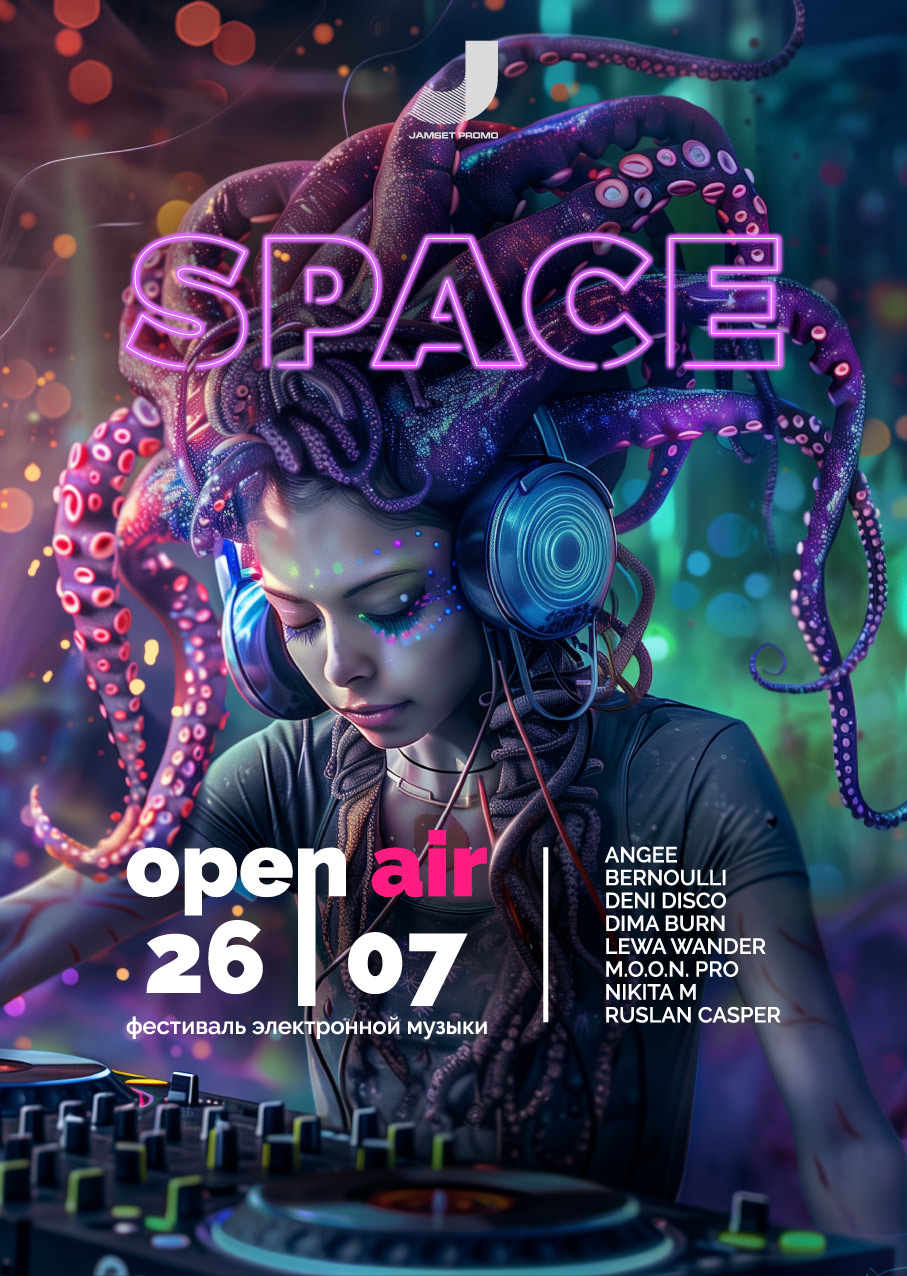 JAMSET PROMO
SPACE
open air
26 | 07
фестиваль электронной музыки
ANGEE
BERNOULLI
DENI DISCO
DIMA BURN
LEWA WANDER
M.O.O.N. PRO
NIKITA M
RUSLAN CASPER